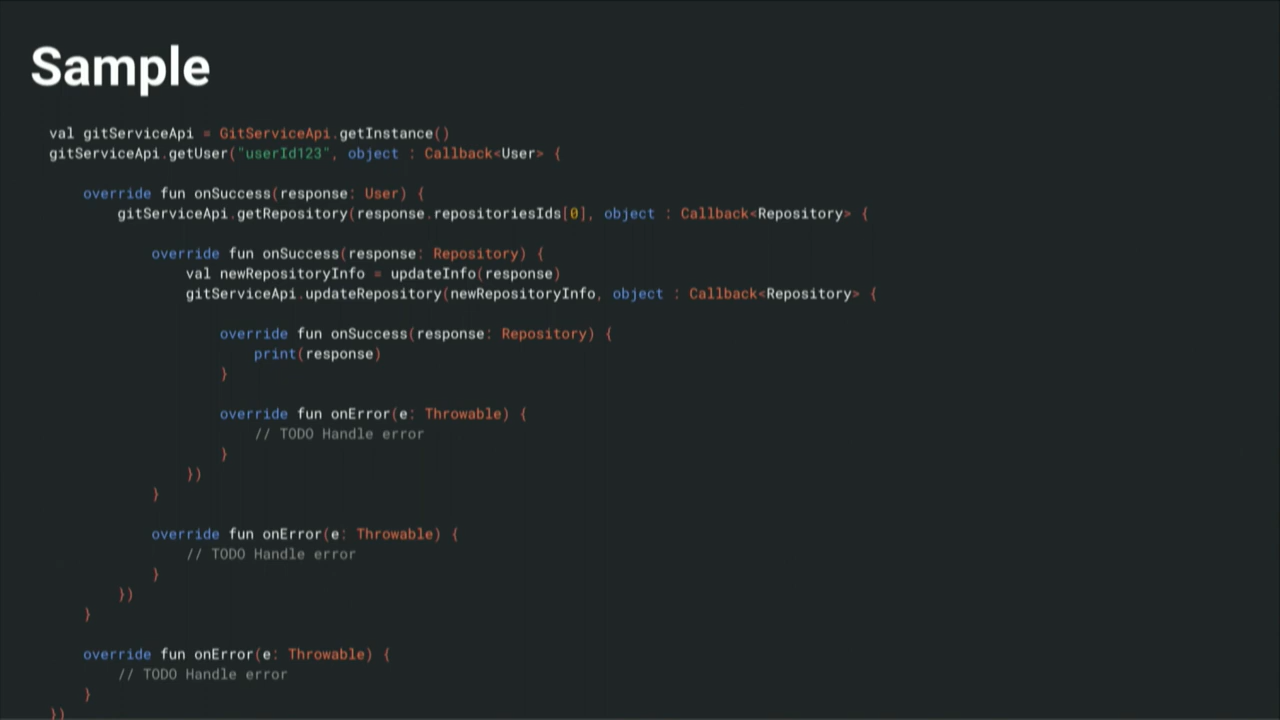 Sample
val gitServiceApi = GitServiceApi.getInstance()
gitServiceApi.getUser("userId123", object : Callback<User> {
override fun onSuccess(response: User) {
gitServiceApi.getRepository(response.repositoriesIds[0], object : Callback<Repository> {
override fun onSuccess(response: Repository) {
val newRepositoryInfo = updateInfo(response)
gitServiceApi.updateRepository(newRepositoryInfo, object : Callback<Repository> {
override fun onSuccess(response: Repository) {
print(response)
}
override fun onError(e: Throwable) {
// TODO Handle error
}
})
}
override fun onError(e: Throwable) {
// TODO Handle error
}
})
}
override fun onError(e: Throwable) {
// TODO Handle error
}
})